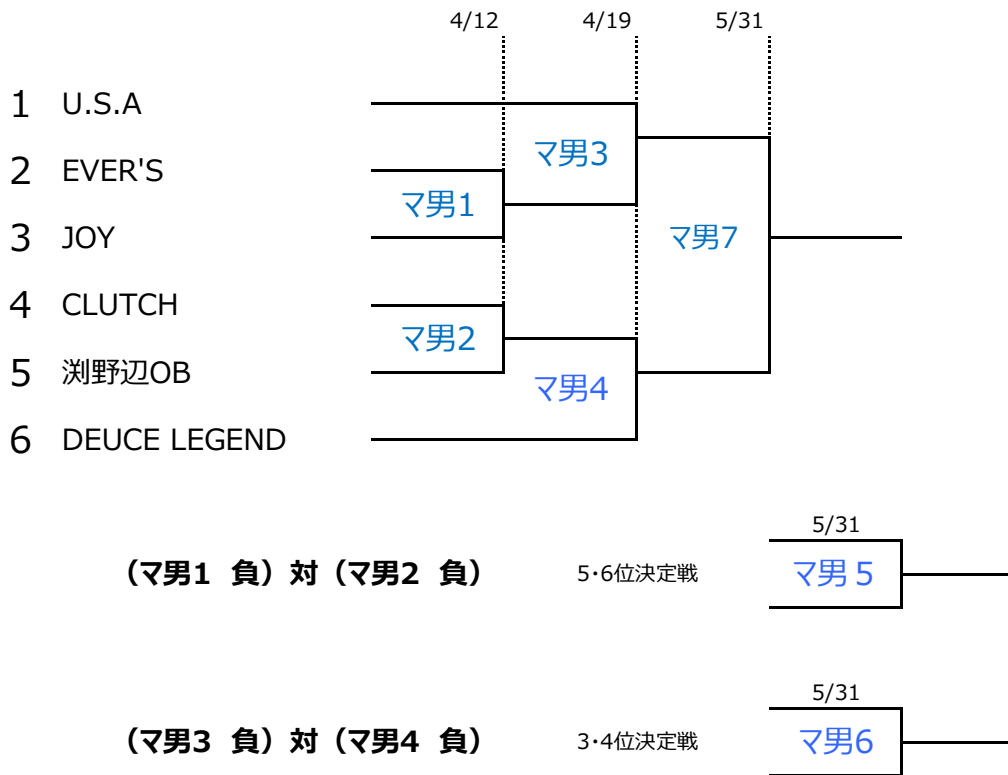 4/12 4/19 5/31
1 U.S.A
マ男3
2 EVER'S
マ男1
3 JOY
マ男7
4 CLUTCH
マ男2
5 渕野辺OB
マ男4
6 DEUCE LEGEND
5/31
（マ男1 負）対（マ男2 負） 5・6位決定戦 マ男５
5/31
（マ男3 負）対（マ男4 負） 3・4位決定戦 マ男6